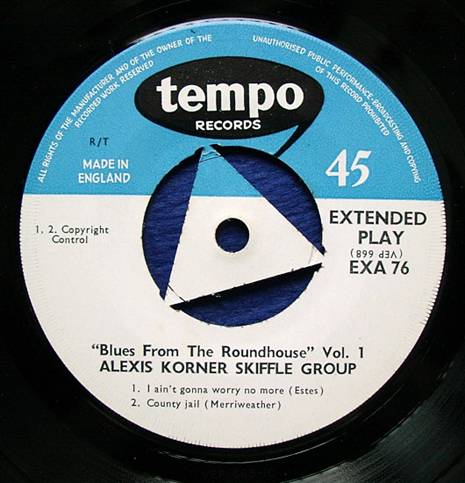 ALL RIGHTS OF THE MANUFACTURER AND OF THE OWNER OF THE
RECORDED WORK RESERVED
UNAUTHORISED PUBLIC PERFORMANCE, BROADCASTING AND COPYING
OF THIS RECORD PROHIBITED
tempo
RECORDS
R/T
MADE IN
ENGLAND
45
1. 2. Copyright
Control
EXTENDED
PLAY
(VEP 668)
EXA 76
"Blues From The Roundhouse" Vol. 1
ALEXIS KORNER SKIFFLE GROUP
1. I ain't gonna worry no more (Estes)
2. County jail (Merriweather)